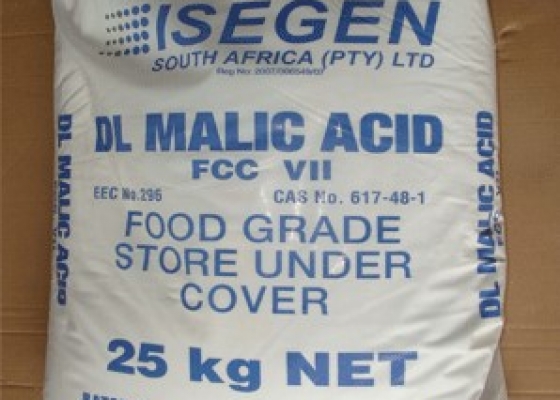 ISEGEN
SOUTH AFRICA (PTY) LTD
DL MALIC ACID
FCC VII
EEC No.296 CAS No. 617-48-1
FOOD GRADE
STORE UNDER
COVER
25 kg NET
DL MALIC ACID
DL MALIC ACID